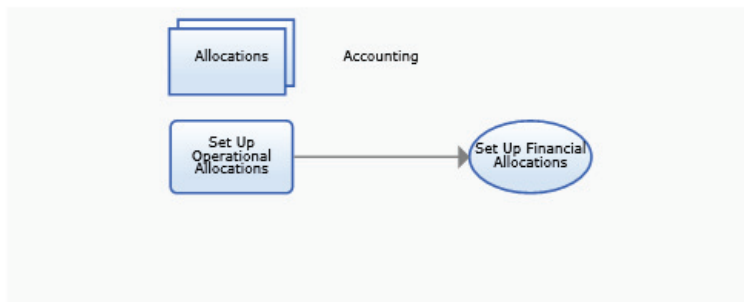 Allocations
Accounting
Set Up
Operational
Allocations
Set Up Financial
Allocations